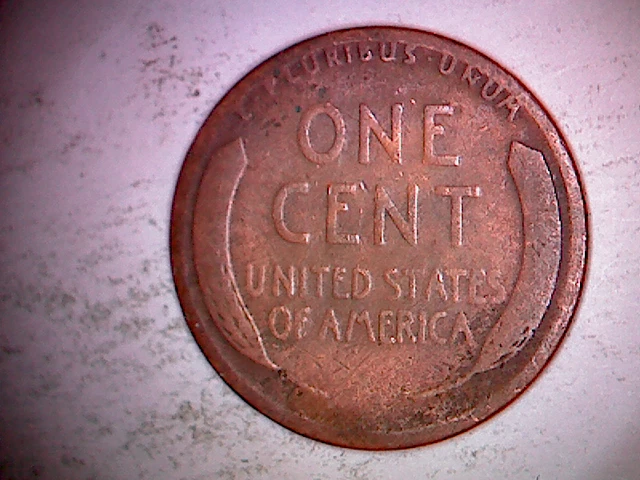 E PLURIBUS · UNUM
ONE
CENT
UNITED STATES
OF AMERICA